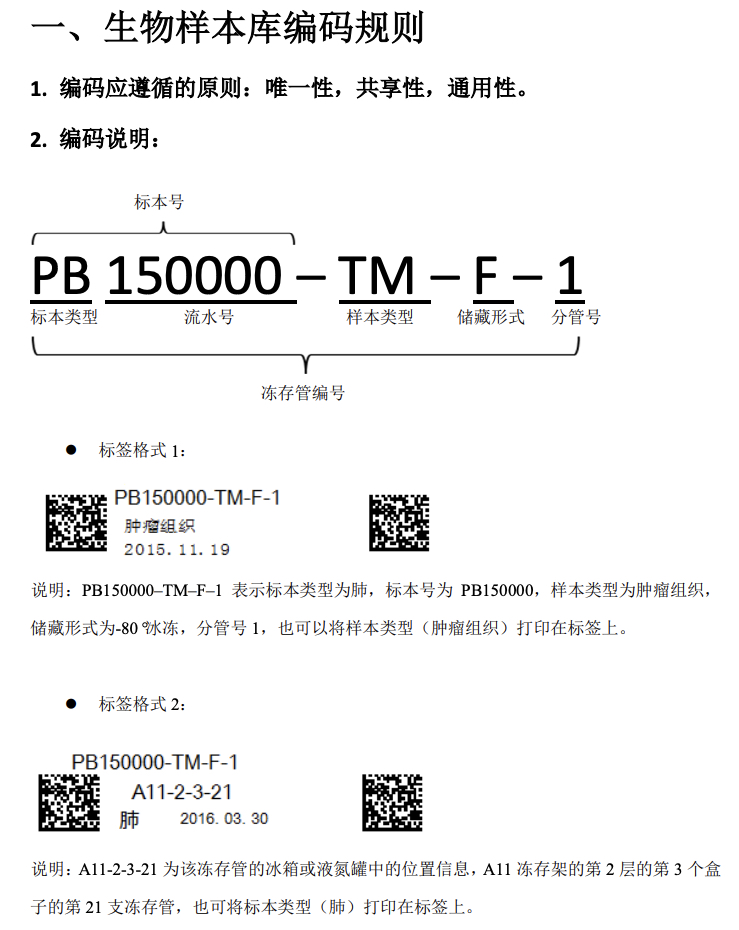 一、生物样本库编码规则
1. 编码应遵循的原则：唯一性，共享性，通用性。
2. 编码说明：
标本号
PB 150000 – TM – F – 1
标本类型 流水号 样本类型 储藏形式 分管号
冻存管编号
● 标签格式 1：
PB150000-TM-F-1
肿瘤组织
2015.11.19
说明：PB150000–TM–F–1 表示标本类型为肺，标本号为 PB150000，样本类型为肿瘤组织，
储藏形式为-80 ℃冰冻，分管号 1，也可以将样本类型（肿瘤组织）打印在标签上。
● 标签格式 2：
PB150000-TM-F-1
A11-2-3-21
肺 2016.03.30
说明：A11-2-3-21 为该冻存管的冰箱或液氮罐中的位置信息，A11 冻存架的第 2 层的第 3 个盒
子的第 21 支冻存管，也可将标本类型（肺）打印在标签上。